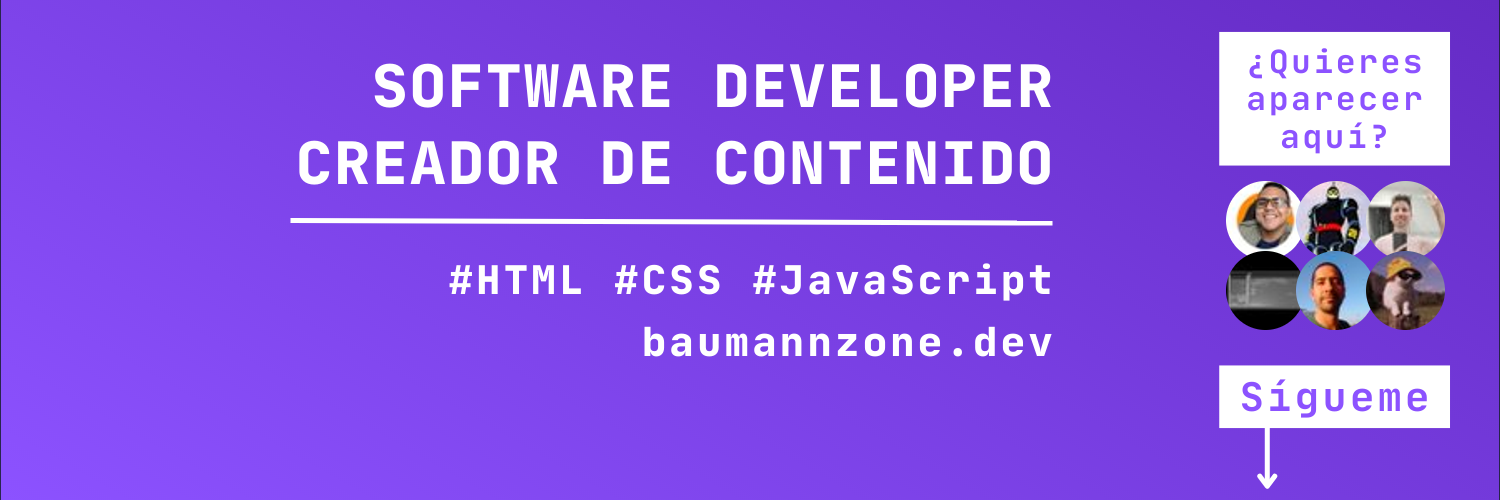 SOFTWARE DEVELOPER
CREADOR DE CONTENIDO
#HTML #CSS #JavaScript
baumannzone.dev
¿Quieres
aparecer
aquí?
Sígueme